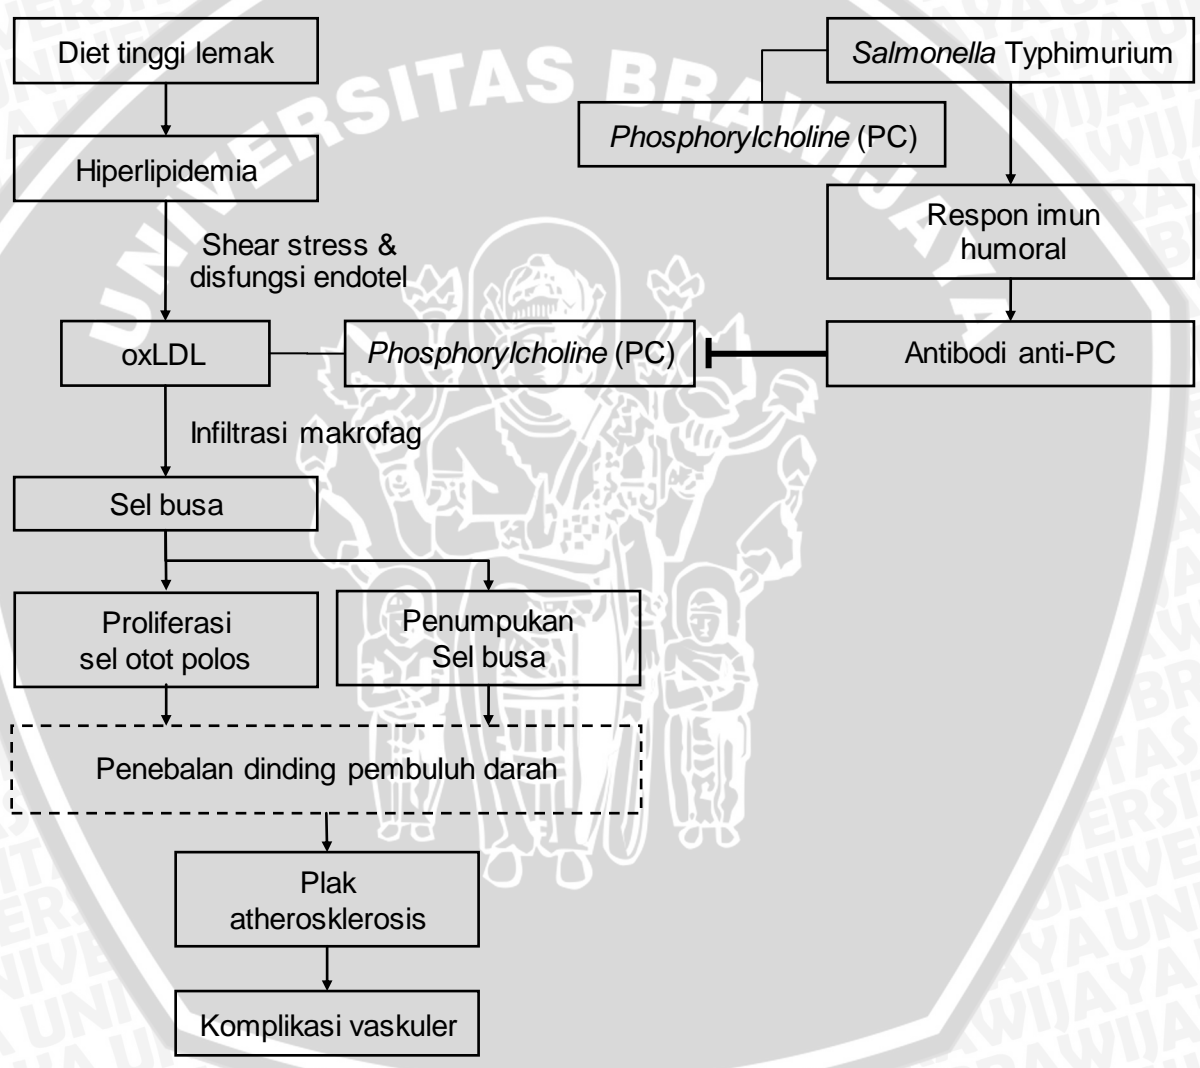 Diet tinggi lemak
Salmonella Typhimurium
Phosphorylcholine (PC)
Hiperlipidemia
Respon imun
humoral
Shear stress &
disfungsi endotel
oxLDL
Phosphorylcholine (PC)
Antibodi anti-PC
Infiltrasi makrofag
Sel busa
Proliferasi
sel otot polos
Penumpukan
Sel busa
Penebalan dinding pembuluh darah
Plak
atherosklerosis
Komplikasi vaskuler
UNIVERSITAS BRAWIJAYA